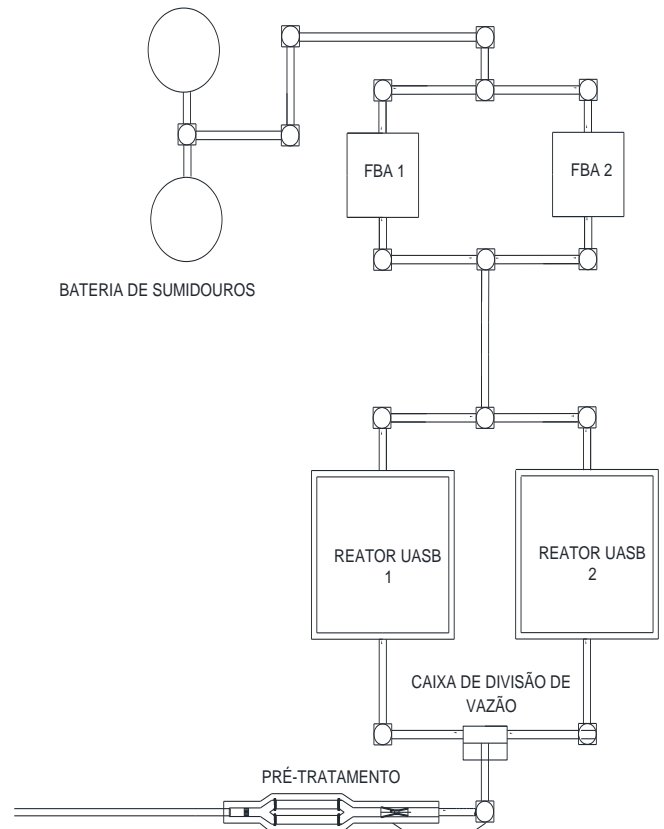 FBA 1
FBA 2
BATERIA DE SUMIDOUROS
REATOR UASB
1
REATOR UASB
2
CAIXA DE DIVISÃO DE
VAZÃO
PRÉ-TRATAMENTO